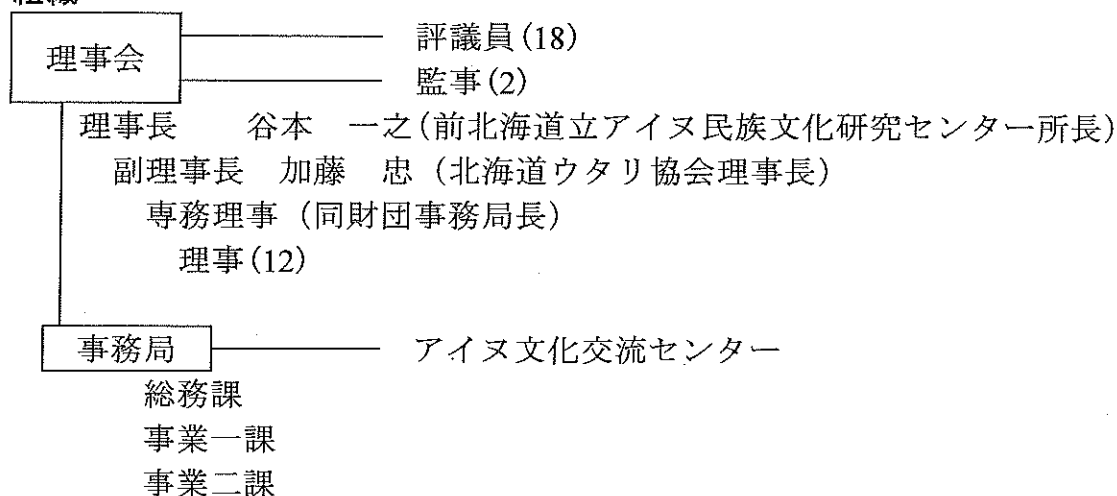 理事会
評議員(18)
監事(2)
理事長 谷本 一之(前北海道立アイヌ民族文化研究センター所長)
副理事長 加藤 忠(北海道ウタリ協会理事長)
専務理事(同財団事務局長)
理事(12)
事務局
アイヌ文化交流センター
総務課
事業一課
事業二課